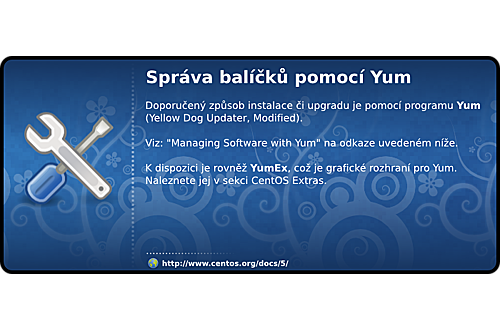 Správa balíčků pomocí Yum
Doporučený způsob instalace či upgradu je pomocí programu Yum
(Yellow Dog Updater, Modified).
Viz: "Managing Software with Yum" na odkaze uvedeném níže.
K dispozici je rovněž YumEx, což je grafické rozhraní pro Yum.
Naleznete jej v sekci CentOS Extras.
http://www.centos.org/docs/5/